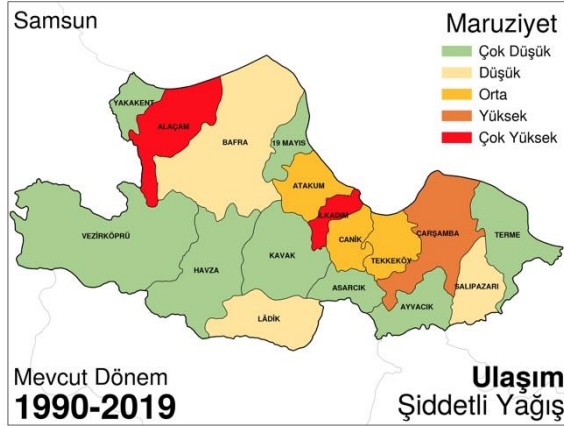 Samsun
Maruziyet
Çok Düşük
Düşük
Orta
Yüksek
Çok Yüksek
YAKAKENT
ALAÇAM
BAFRA
19 MAYIS
ATAKUM
İLKADIM
CANİK
TEKKEKÖY
ÇARŞAMBA
TERME
VEZİRKÖPRÜ
HAVZA
KAVAK
ASARCIK
AYVACIK
SALIPAZARI
LÂDİK
Mevcut Dönem
1990-2019
Ulaşım
Şiddetli Yağış